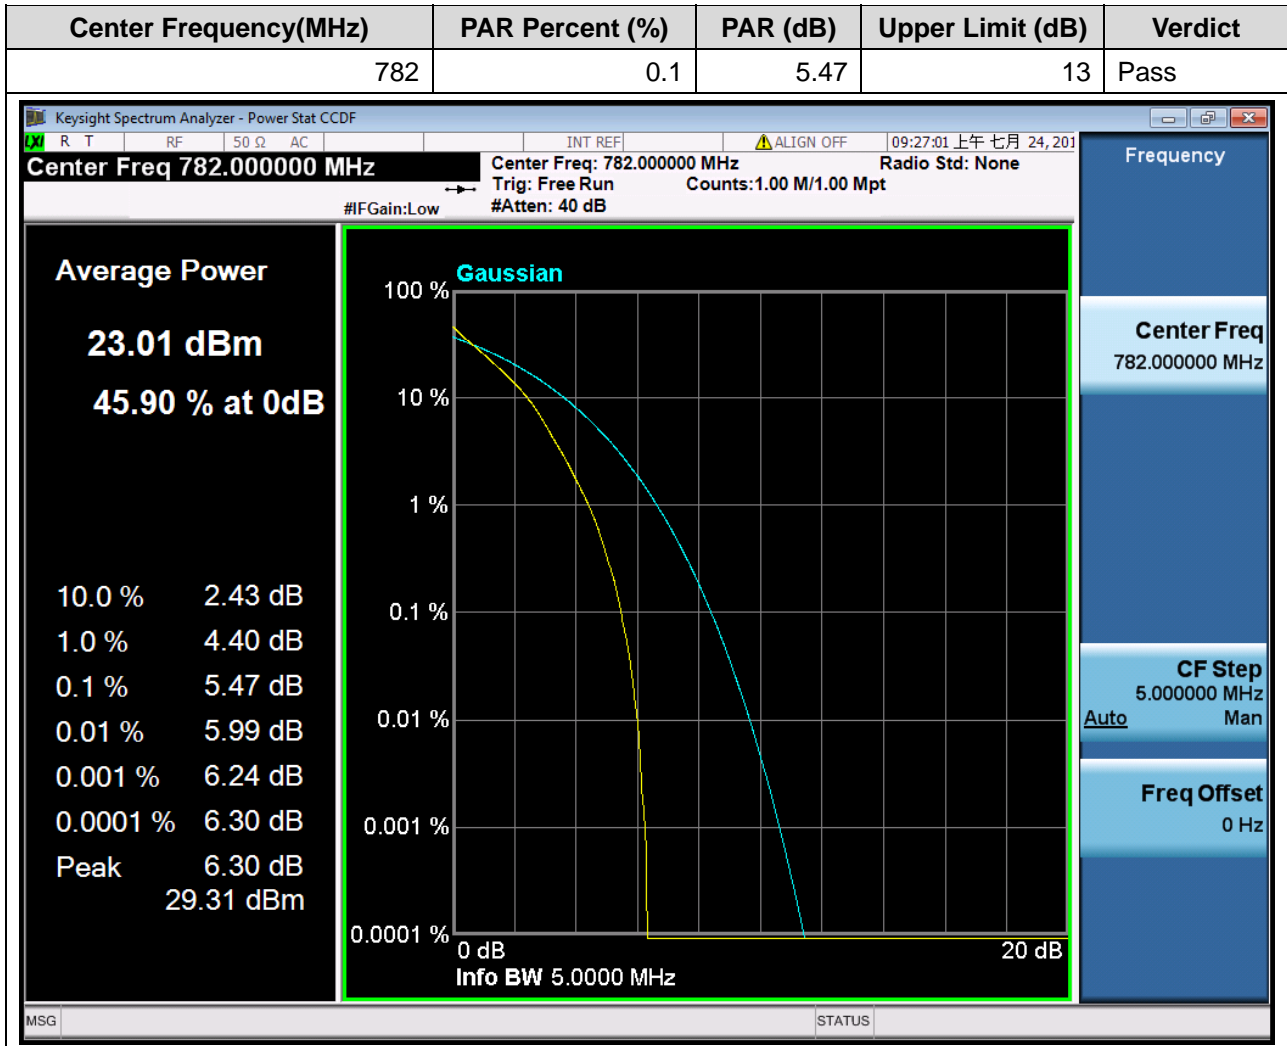 Center Frequency(MHz) PAR Percent (%) PAR (dB) Upper Limit (dB) Verdict
782 0.1 5.47 13 Pass
Keysight Spectrum Analyzer - Power Stat CCDF
LXI R T RF 50 Ω AC INT REF ALIGN OFF 09:27:01 上午 七月 24, 201
Center Freq 782.000000 MHz
Center Freq: 782.000000 MHz Radio Std: None
Trig: Free Run Counts:1.00 M/1.00 Mpt
#IFGain:Low #Atten: 40 dB
Average Power
23.01 dBm
45.90 % at 0dB
10.0 % 2.43 dB
1.0 % 4.40 dB
0.1 % 5.47 dB
0.01 % 5.99 dB
0.001 % 6.24 dB
0.0001 % 6.30 dB
Peak 6.30 dB
29.31 dBm
Gaussian
100 %
10 %
1 %
0.1 %
0.01 %
0.001 %
0.0001 %
0 dB 20 dB
Info BW 5.0000 MHz
Frequency
Center Freq
782.000000 MHz
CF Step
5.000000 MHz
Auto Man
Freq Offset
0 Hz
MSG STATUS